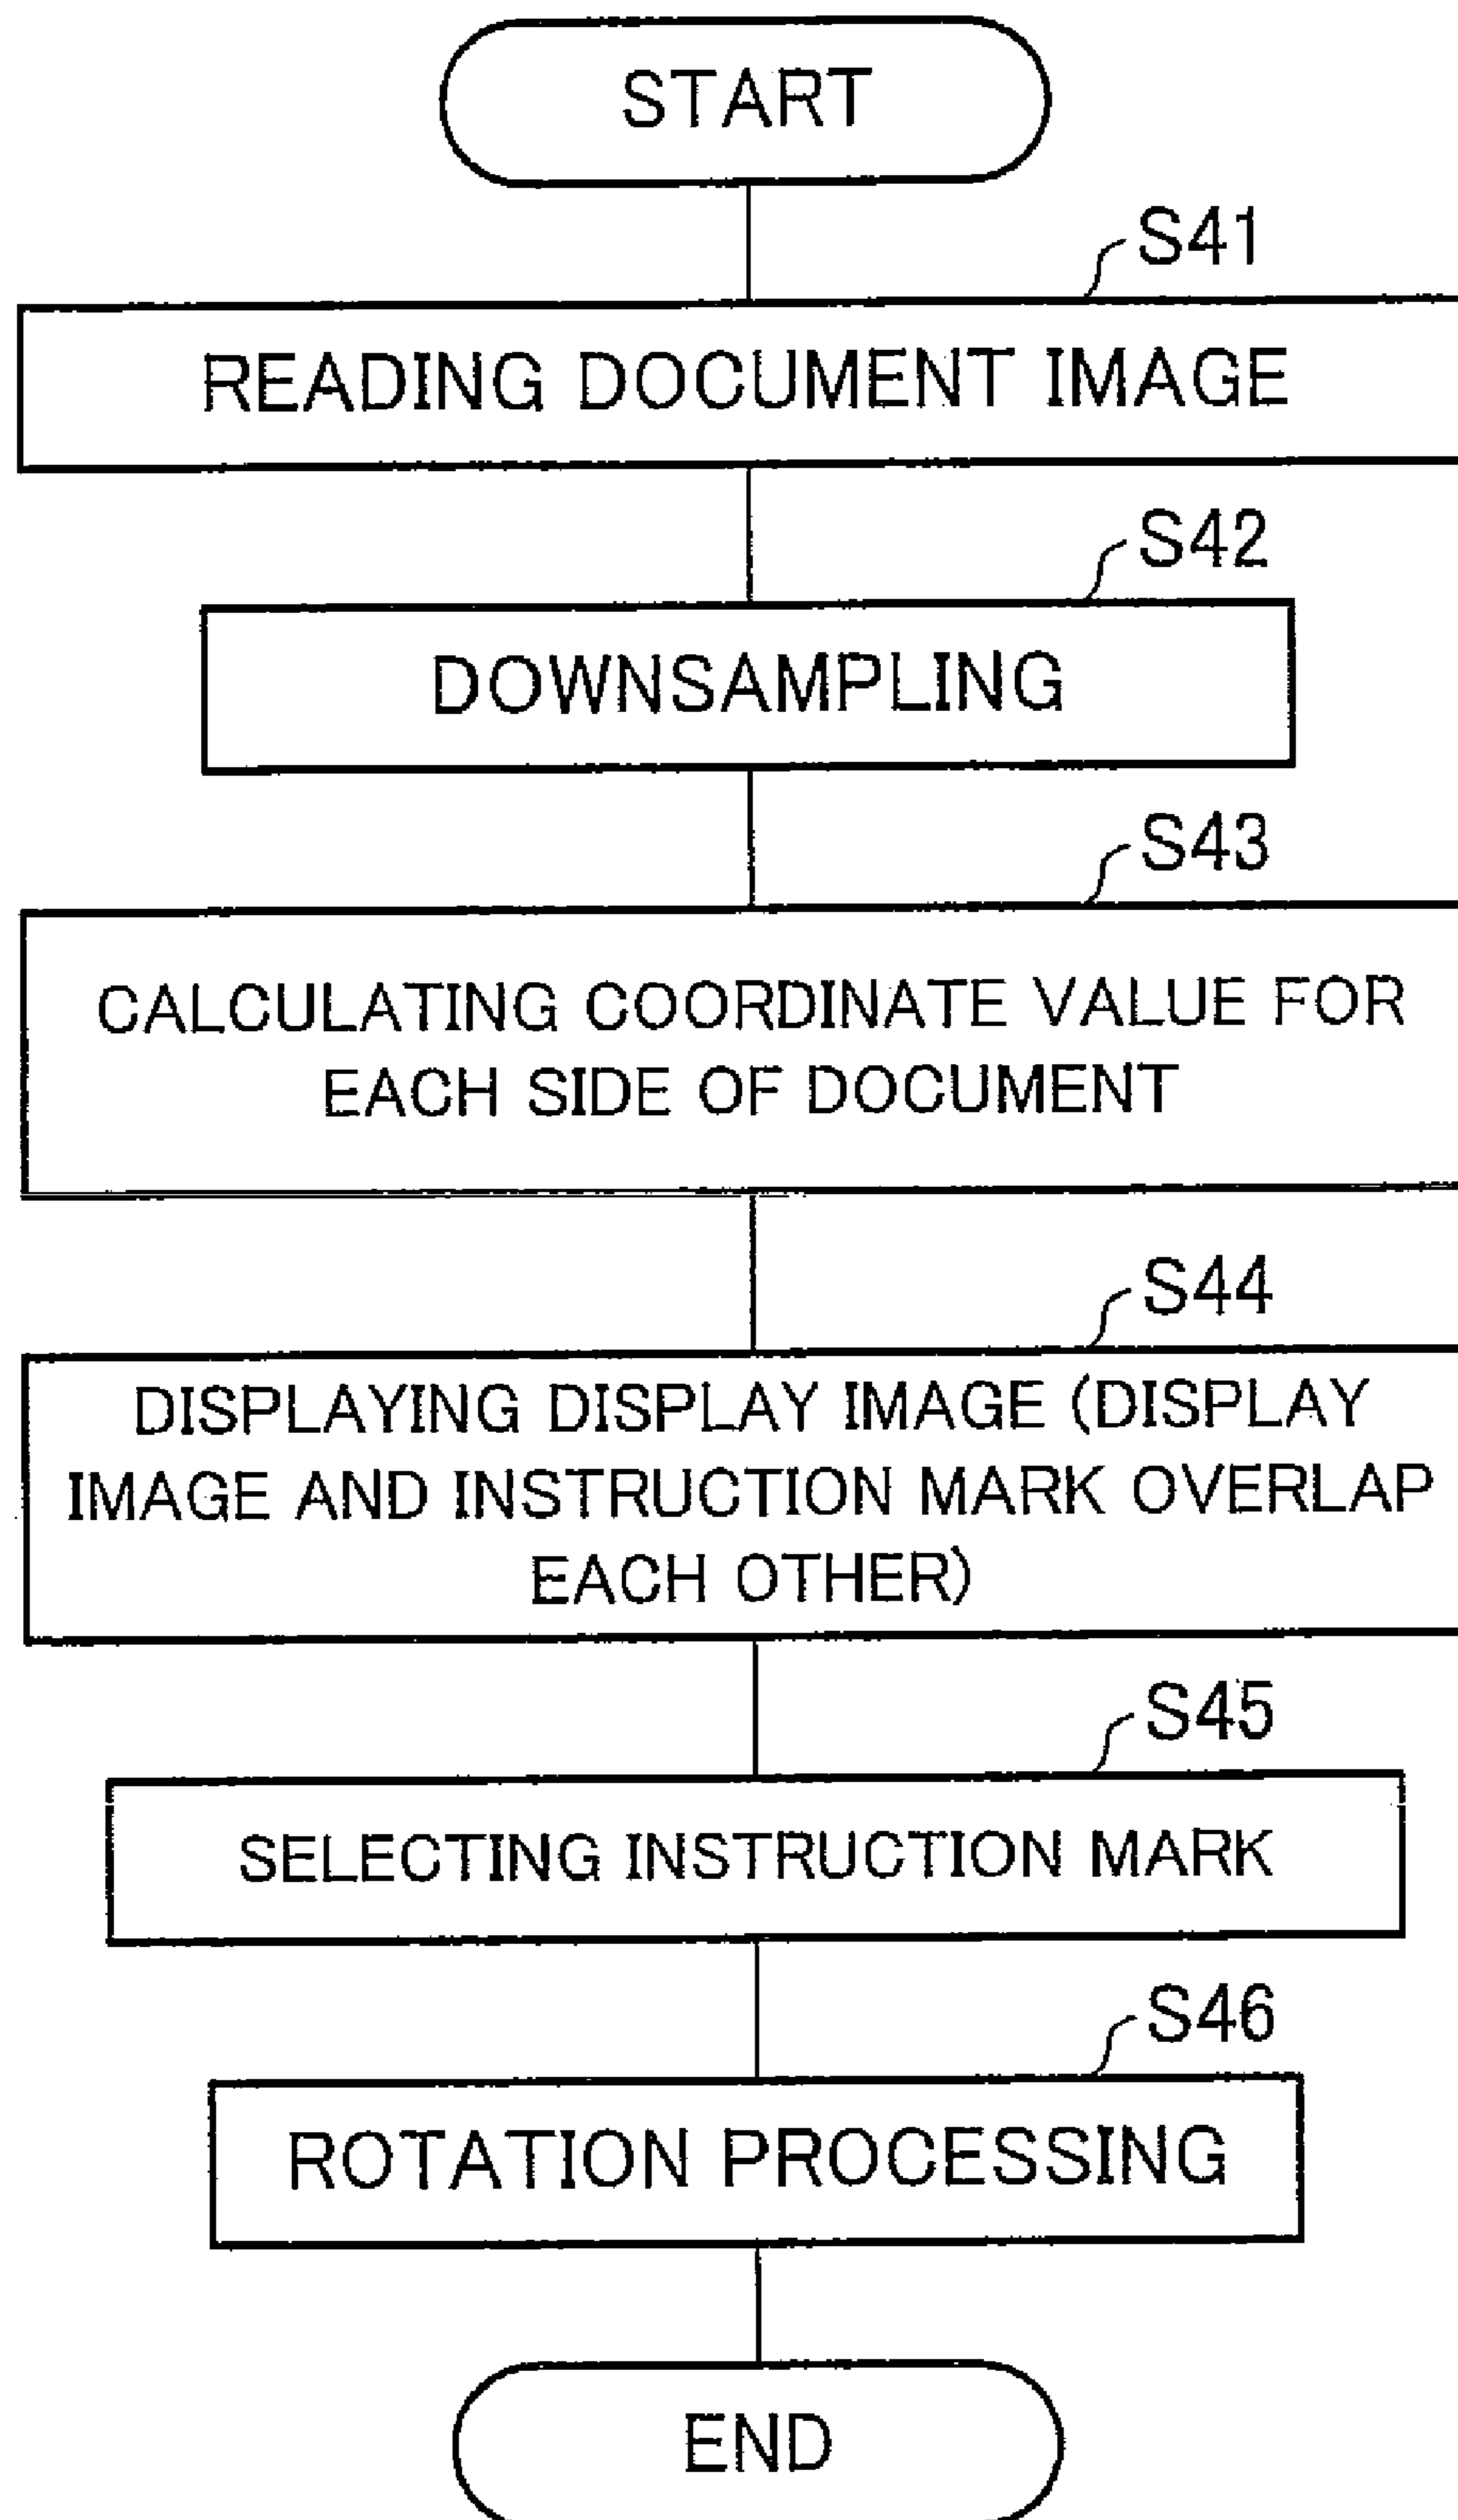 START
S41
READING DOCUMENT IMAGE
S42
DOWNSAMPLING
S43
CALCULATING COORDINATE VALUE FOR
EACH SIDE OF DOCUMENT
S44
DISPLAYING DISPLAY IMAGE (DISPLAY
IMAGE AND INSTRUCTION MARK OVERLAP
EACH OTHER)
S45
SELECTING INSTRUCTION MARK
S46
ROTATION PROCESSING
END